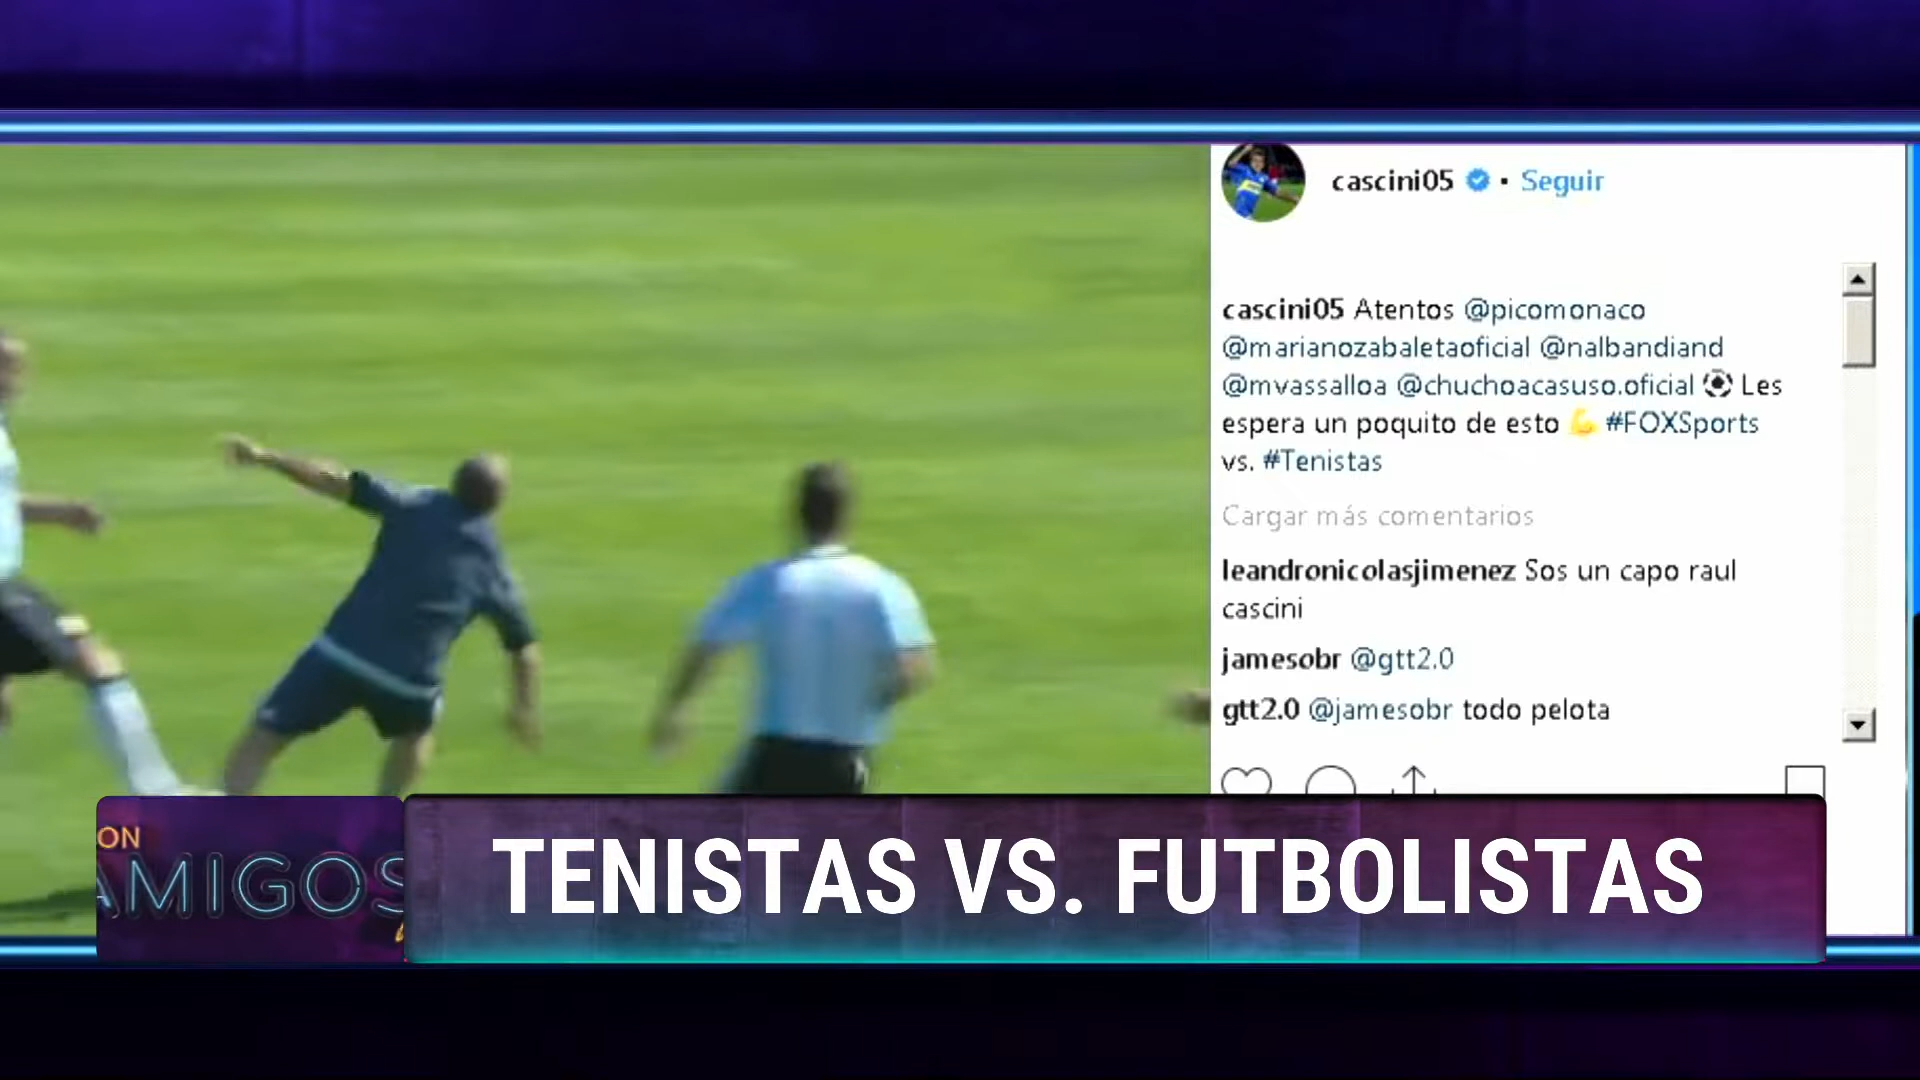 cascini05 • Seguir
cascini05 Atentos @picomonaco
@marianozabaletaoficial @nalbandiand
@mvassalloa @chuchoacasuso.oficial ⚽ Les
espera un poquito de esto 💪 #FOXSports
vs. #Tenistas
Cargar más comentarios
leandronicolasjimenez Sos un capo raul
cascini
jamesobr @gtt2.0
gtt2.0 @jamesobr todo pelota
ON
AMIGOS
TENISTAS VS. FUTBOLISTAS